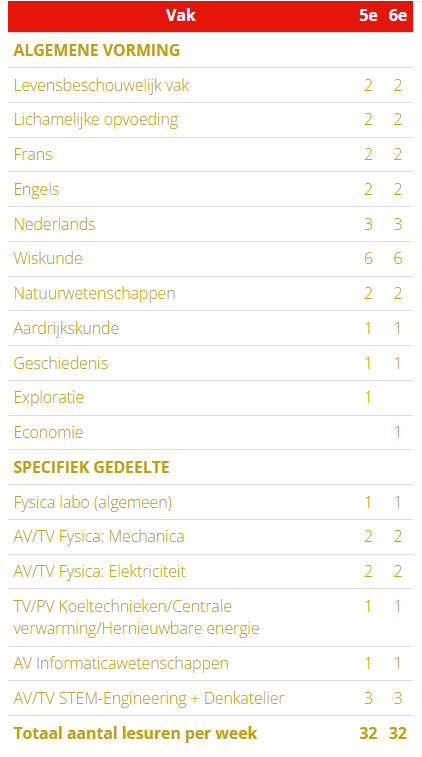 Vak 5e 6e
ALGEMENE VORMING
Levensbeschouwelijk vak 2 2
Lichamelijke opvoeding 2 2
Frans 2 2
Engels 2 2
Nederlands 3 3
Wiskunde 6 6
Natuurwetenschappen 2 2
Aardrijkskunde 1 1
Geschiedenis 1 1
Exploratie 1
Economie 1
SPECIFIEK GEDEELTE
Fysica labo (algemeen) 1 1
AV/TV Fysica: Mechanica 2 2
AV/TV Fysica: Elektriciteit 2 2
TV/PV Koeltechnieken/Centrale 1 1
verwarming/Hernieuwbare energie
AV Informaticawetenschappen 1 1
AV/TV STEM-Engineering + Denkatelier 3 3
Totaal aantal lesuren per week 32 32